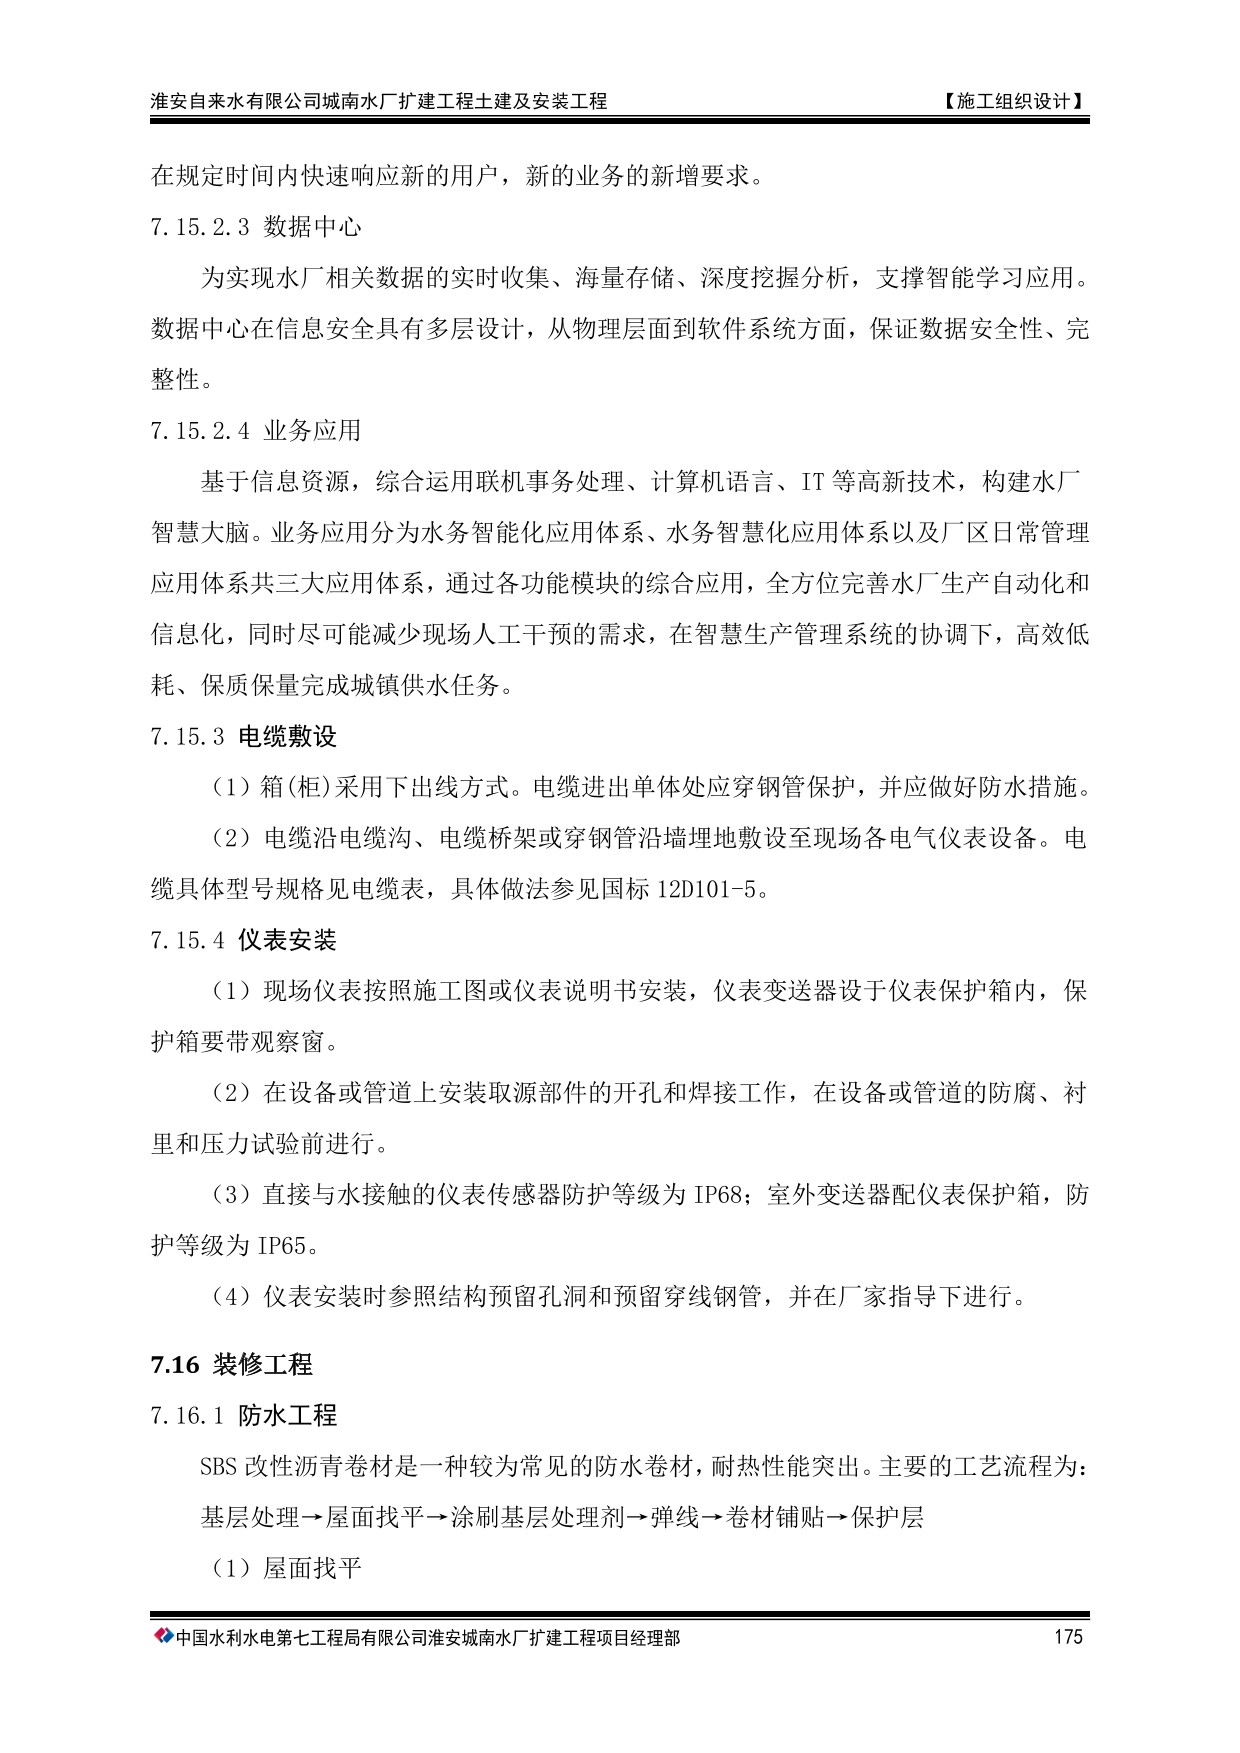 淮安自来水有限公司城南水厂扩建工程土建及安装工程 【施工组织设计】
在规定时间内快速响应新的用户，新的业务的新增要求。
7.15.2.3 数据中心
为实现水厂相关数据的实时收集、海量存储、深度挖握分析，支撑智能学习应用。
数据中心在信息安全具有多层设计，从物理层面到软件系统方面，保证数据安全性、完
整性。
7.15.2.4 业务应用
基于信息资源，综合运用联机事务处理、计算机语言、IT 等高新技术，构建水厂
智慧大脑。业务应用分为水务智能化应用体系、水务智慧化应用体系以及厂区日常管理
应用体系共三大应用体系，通过各功能模块的综合应用，全方位完善水厂生产自动化和
信息化，同时尽可能减少现场人工干预的需求，在智慧生产管理系统的协调下，高效低
耗、保质保量完成城镇供水任务。
7.15.3 电缆敷设
（1）箱(柜)采用下出线方式。电缆进出单体处应穿钢管保护，并应做好防水措施。
（2）电缆沿电缆沟、电缆桥架或穿钢管沿墙埋地敷设至现场各电气仪表设备。电
缆具体型号规格见电缆表，具体做法参见国标 12D101-5。
7.15.4 仪表安装
（1）现场仪表按照施工图或仪表说明书安装，仪表变送器设于仪表保护箱内，保
护箱要带观察窗。
（2）在设备或管道上安装取源部件的开孔和焊接工作，在设备或管道的防腐、衬
里和压力试验前进行。
（3）直接与水接触的仪表传感器防护等级为 IP68；室外变送器配仪表保护箱，防
护等级为 IP65。
（4）仪表安装时参照结构预留孔洞和预留穿线钢管，并在厂家指导下进行。
7.16 装修工程
7.16.1 防水工程
SBS 改性沥青卷材是一种较为常见的防水卷材，耐热性能突出。主要的工艺流程为：
基层处理→屋面找平→涂刷基层处理剂→弹线→卷材铺贴→保护层
（1）屋面找平
中国水利水电第七工程局有限公司淮安城南水厂扩建工程项目经理部 175